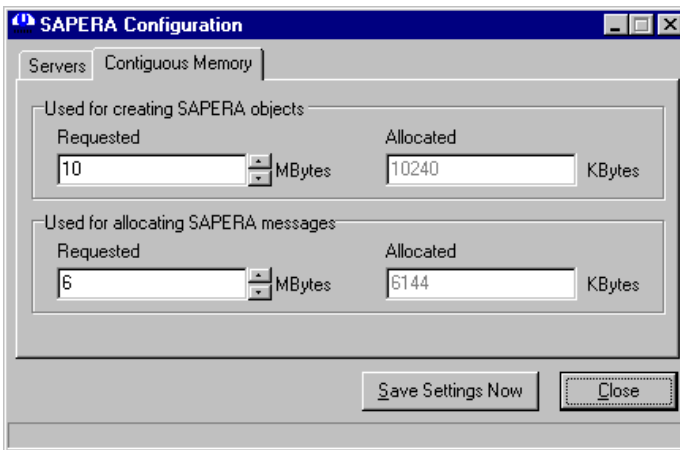 SAPERA Configuration
Servers Contiguous Memory
Used for creating SAPERA objects
Requested Allocated
10 MBytes 10240 KBytes
Used for allocating SAPERA messages
Requested Allocated
6 MBytes 6144 KBytes
Save Settings Now Close